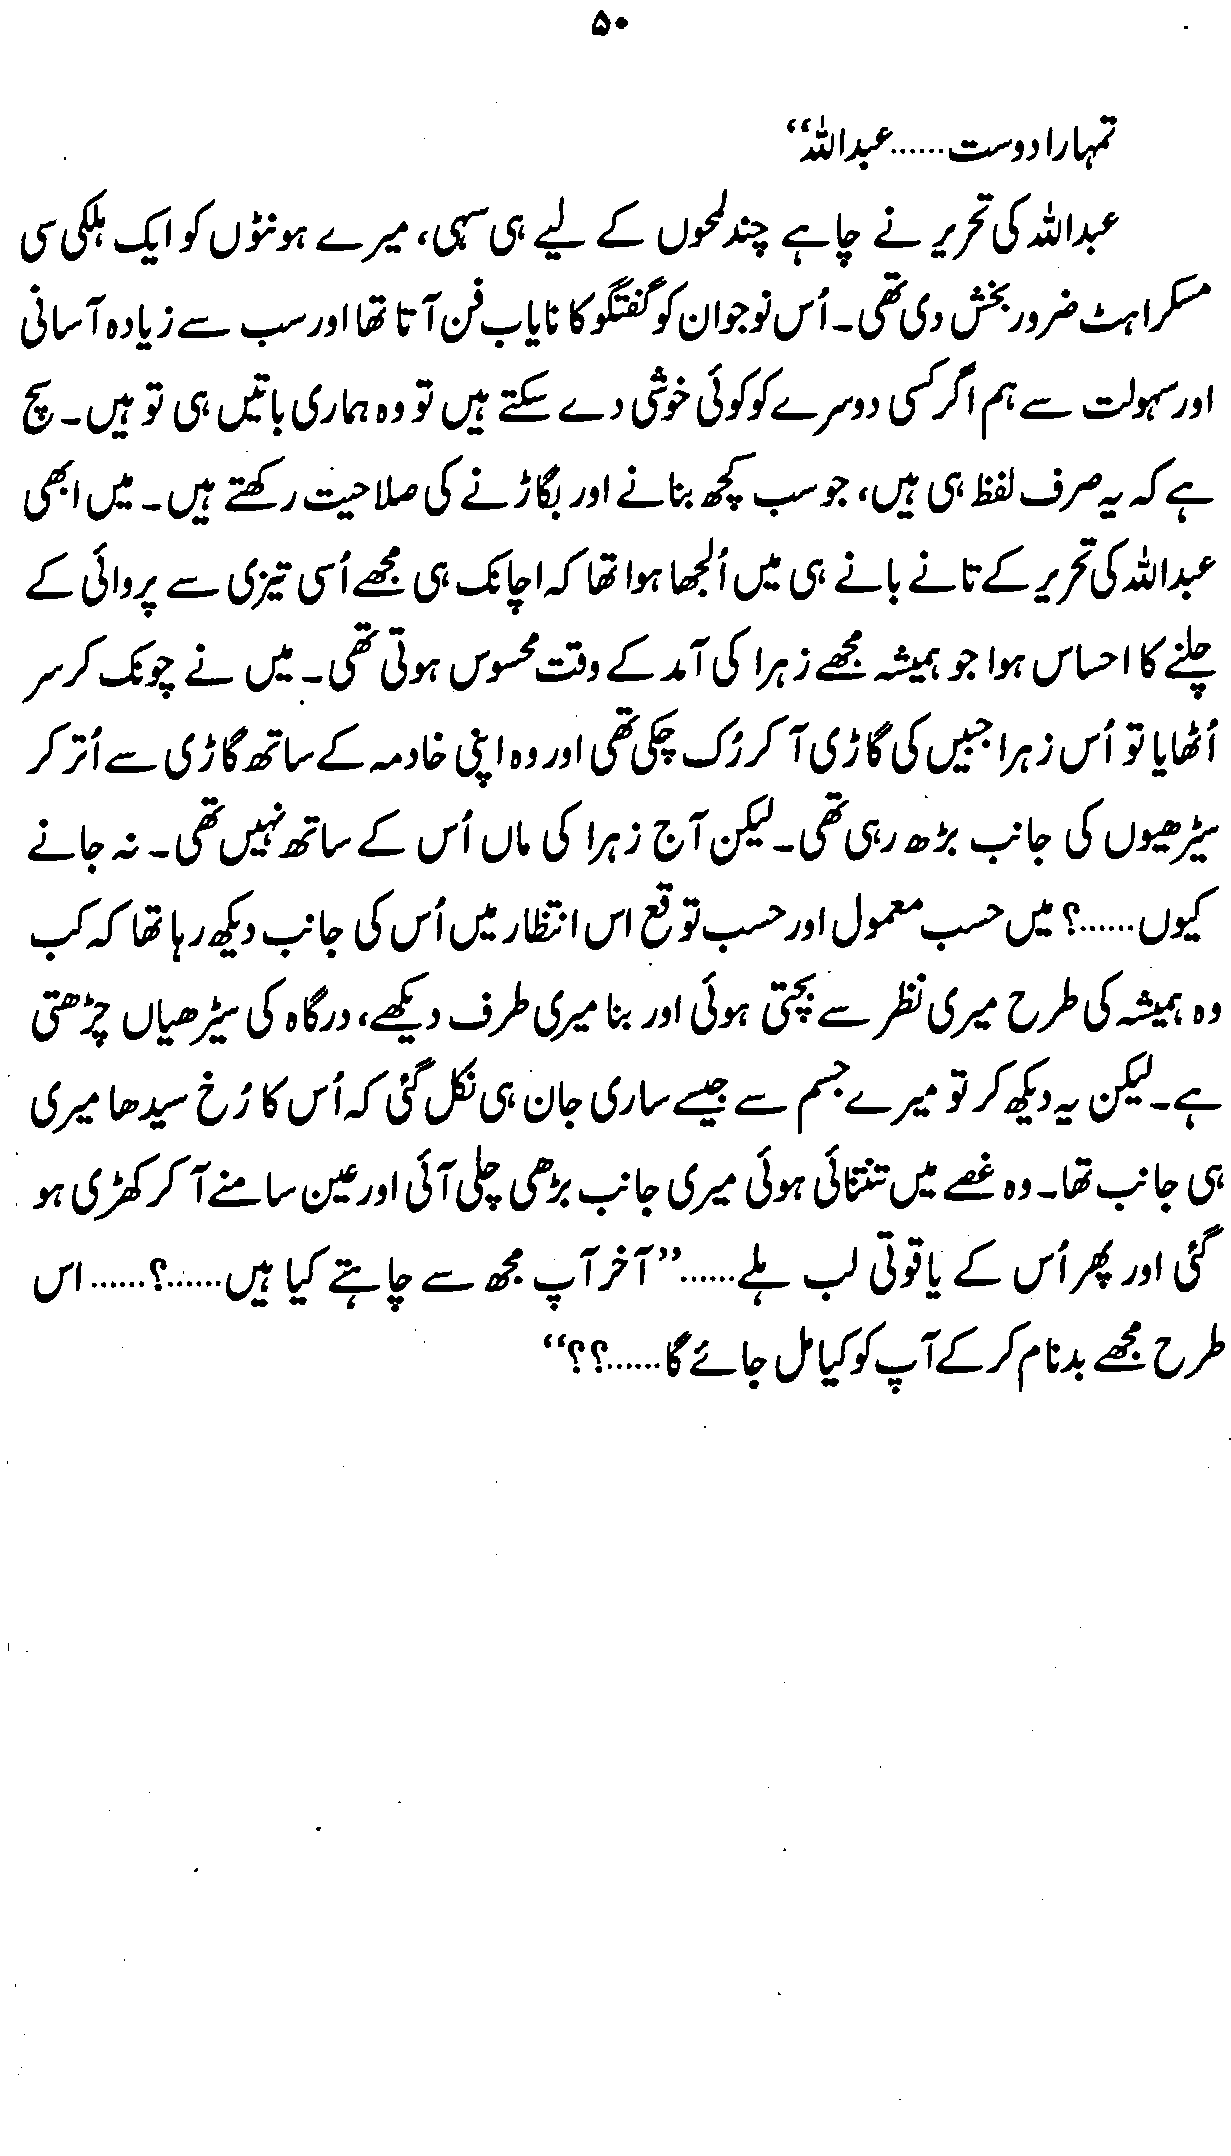 ۵۰
تمہارا دوست......عبداللہ“
عبداللہ کی تحریر نے چاہے چند لمحوں کے لیے ہی سہی، میرے ہونٹوں کو ایک ہلکی سی
مسکراہٹ ضرور بخش دی تھی۔ اُس نوجوان کو گفتگو کا نایاب فن آتا تھا اور سب سے زیادہ آسانی
اور سہولت سے ہم اگر کسی دوسرے کو کوئی خوشی دے سکتے ہیں تو وہ ہماری باتیں ہی تو ہیں۔ سچ
ہے کہ یہ صرف لفظ ہی ہیں، جو سب کچھ بنانے اور بگاڑنے کی صلاحیت رکھتے ہیں۔ میں ابھی
عبداللہ کی تحریر کے تانے بانے ہی میں اُلجھا ہوا تھا کہ اچانک ہی مجھے اُسی تیزی سے پروائی کے
چلنے کا احساس ہوا جو ہمیشہ مجھے زہرا کی آمد کے وقت محسوس ہوتی تھی۔ میں نے چونک کر سر
اُٹھایا تو اُس زہرا جبیں کی گاڑی آ کر رُک چکی تھی اور وہ اپنی خادمہ کے ساتھ گاڑی سے اُتر کر
سیڑھیوں کی جانب بڑھ رہی تھی۔ لیکن آج زہرا کی ماں اُس کے ساتھ نہیں تھی۔ نہ جانے
کیوں......؟ میں حسب معمول اور حسب توقع اس انتظار میں اُس کی جانب دیکھ رہا تھا کہ کب
وہ ہمیشہ کی طرح میری نظر سے بچتی ہوئی اور بنا میری طرف دیکھے، درگاہ کی سیڑھیاں چڑھتی
ہے۔ لیکن یہ دیکھ کر تو میرے جسم سے جیسے ساری جان ہی نکل گئی کہ اُس کا رُخ سیدھا میری
ہی جانب تھا۔ وہ غصے میں تنتنائی ہوئی میری جانب بڑھی چلی آئی اور عین سامنے آ کر کھڑی ہو
گئی اور پھر اُس کے یاقوتی لب ہلے......”آخر آپ مجھ سے چاہتے کیا ہیں......؟......اس
طرح مجھے بدنام کر کے آپ کو کیا مل جائے گا......؟؟“